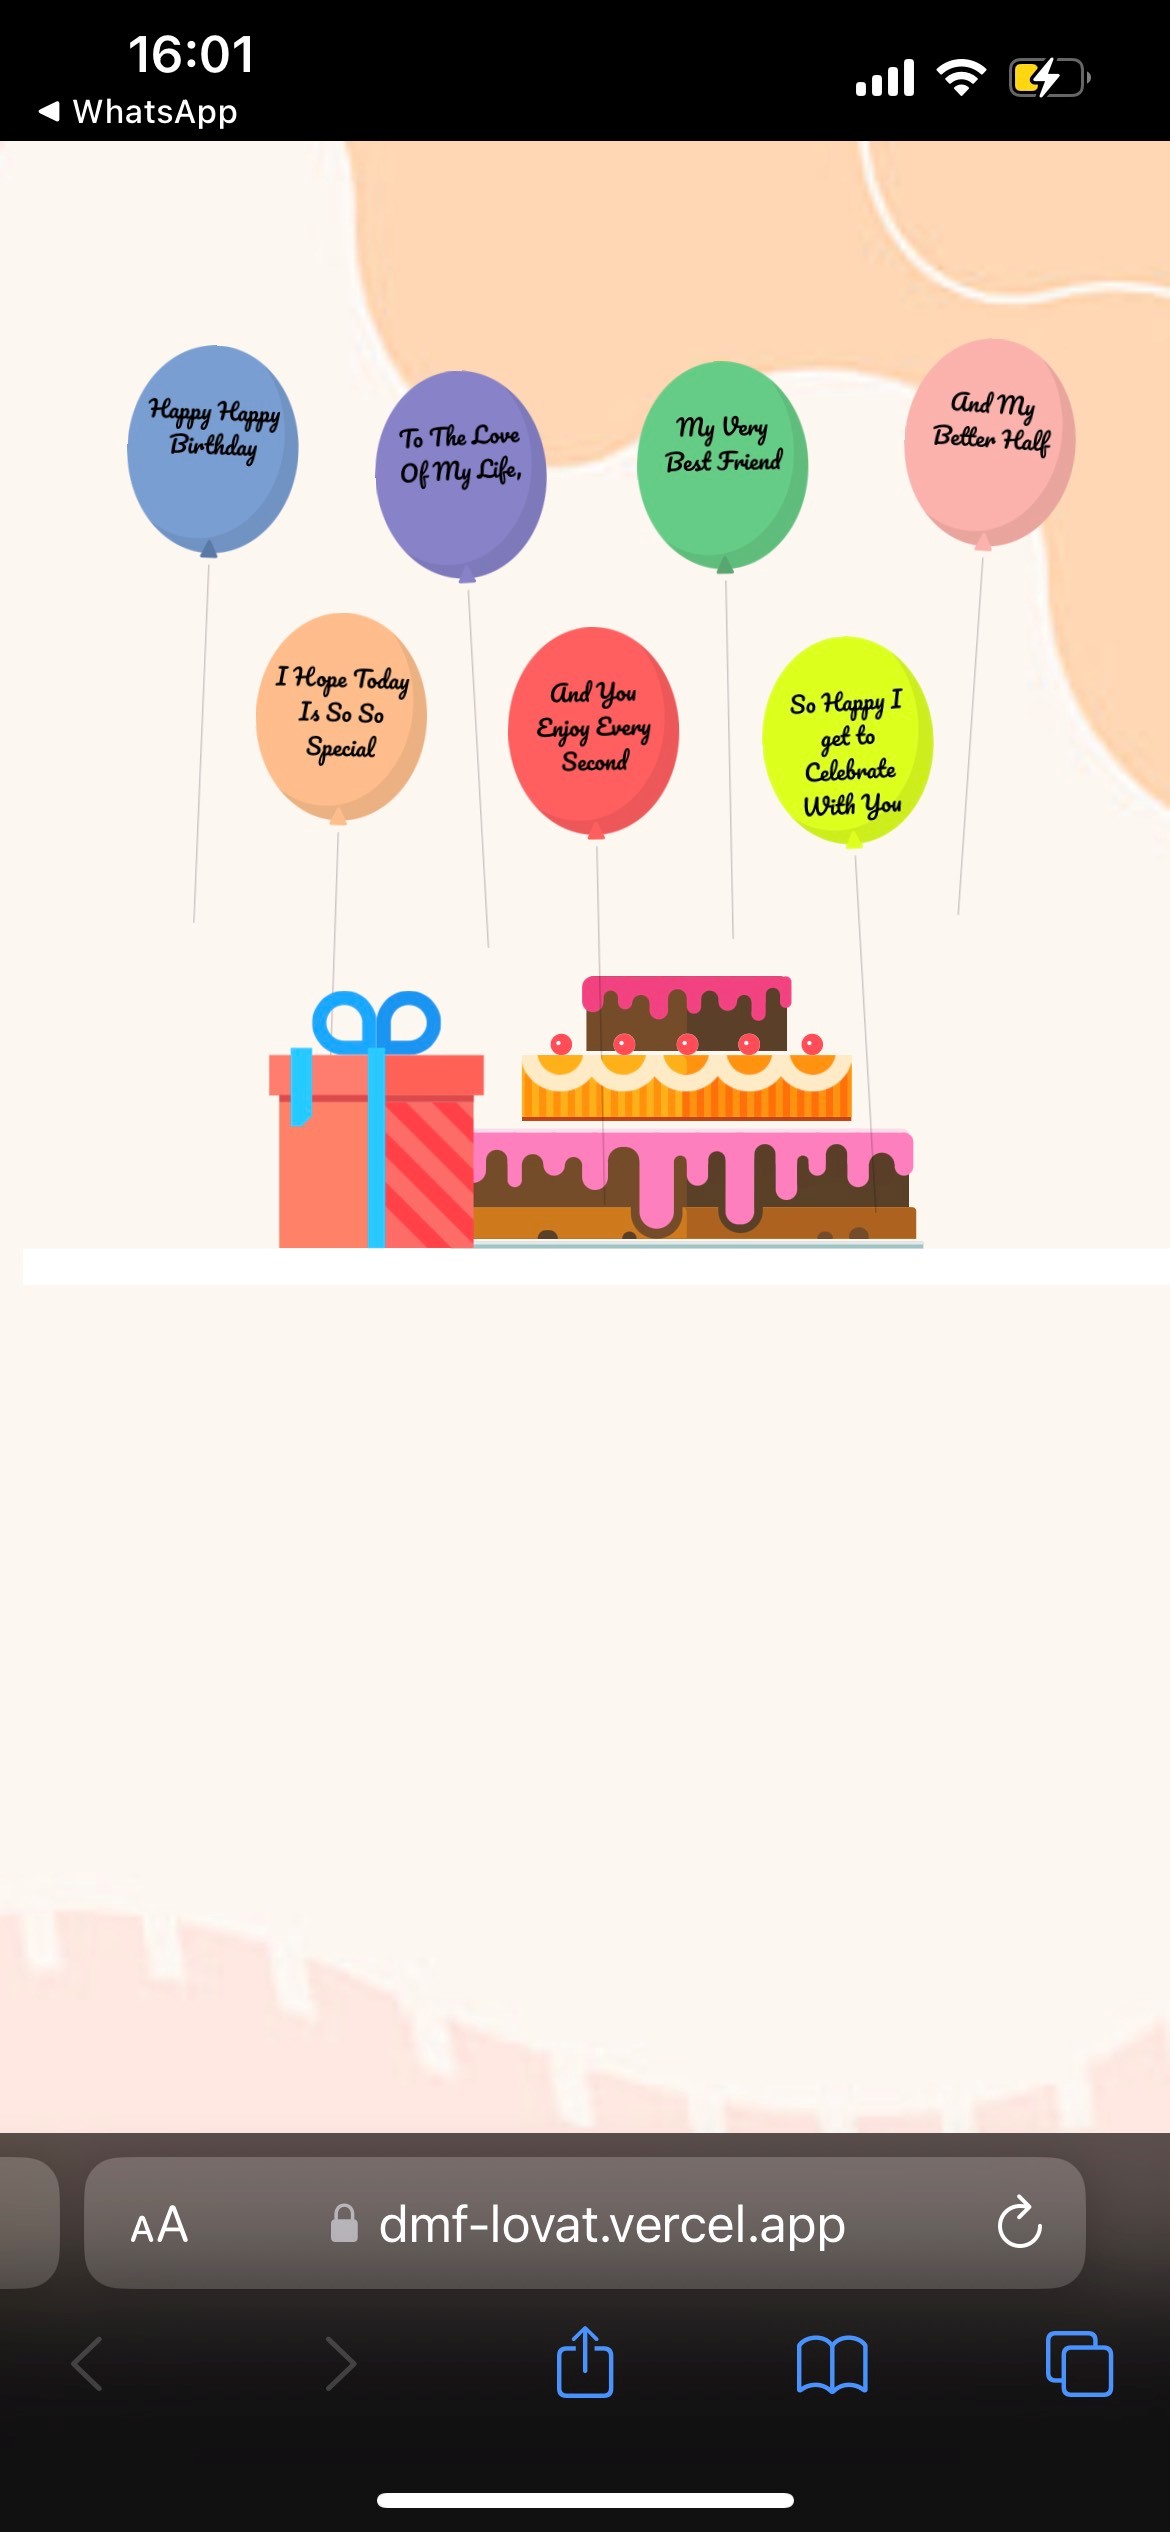 16:01
WhatsApp
Happy Happy
Birthday
To The Love
Of My Life,
My Very
Best Friend
And My
Better Half
I Hope Today
Is So So
Special
And You
Enjoy Every
Second
So Happy I
get to
Celebrate
With You
AA
dmf-lovat.vercel.app